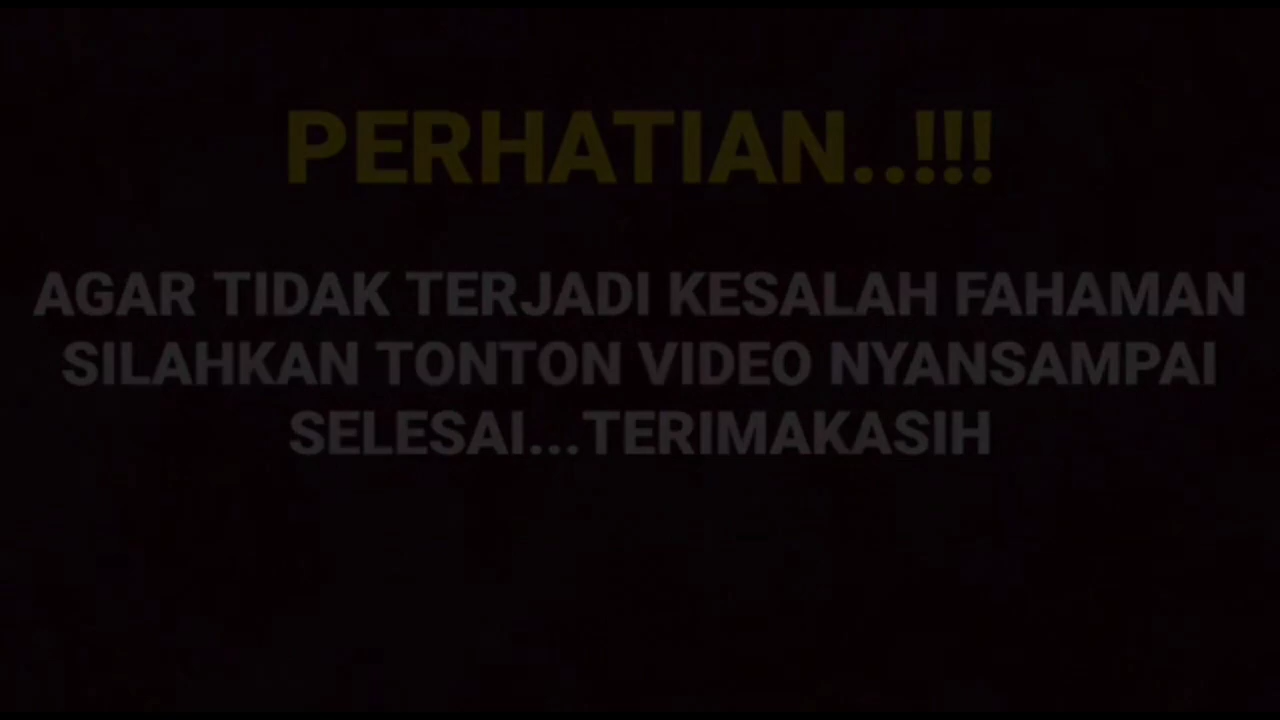 PERHATIAN..!!!
AGAR TIDAK TERJADI KESALAH FAHAMAN
SILAHKAN TONTON VIDEO NYANSAMPAI
SELESAI...TERIMAKASIH